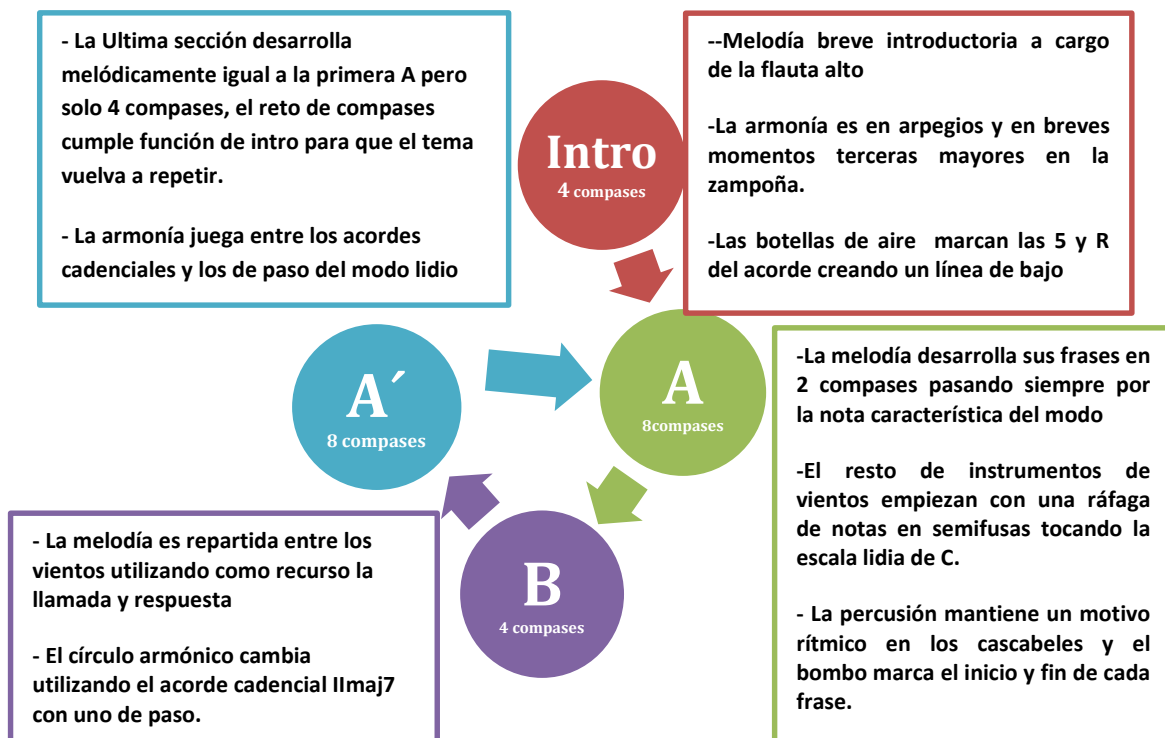 - La Ultima sección desarrolla
melódicamente igual a la primera A pero
solo 4 compases, el reto de compases
cumple función de intro para que el tema
vuelva a repetir.
- La armonía juega entre los acordes
cadenciales y los de paso del modo lidio
Intro
4 compases
--Melodía breve introductoria a cargo
de la flauta alto
-La armonía es en arpegios y en breves
momentos terceras mayores en la
zampoña.
-Las botellas de aire marcan las 5 y R
del acorde creando un línea de bajo
A´
8 compases
A
8compases
-La melodía desarrolla sus frases en
2 compases pasando siempre por
la nota característica del modo
-El resto de instrumentos de
vientos empiezan con una ráfaga
de notas en semifusas tocando la
escala lidia de C.
- La percusión mantiene un motivo
rítmico en los cascabeles y el
bombo marca el inicio y fin de cada
frase.
- La melodía es repartida entre los
vientos utilizando como recurso la
llamada y respuesta
- El círculo armónico cambia
utilizando el acorde cadencial IImaj7
con uno de paso.
B
4 compases